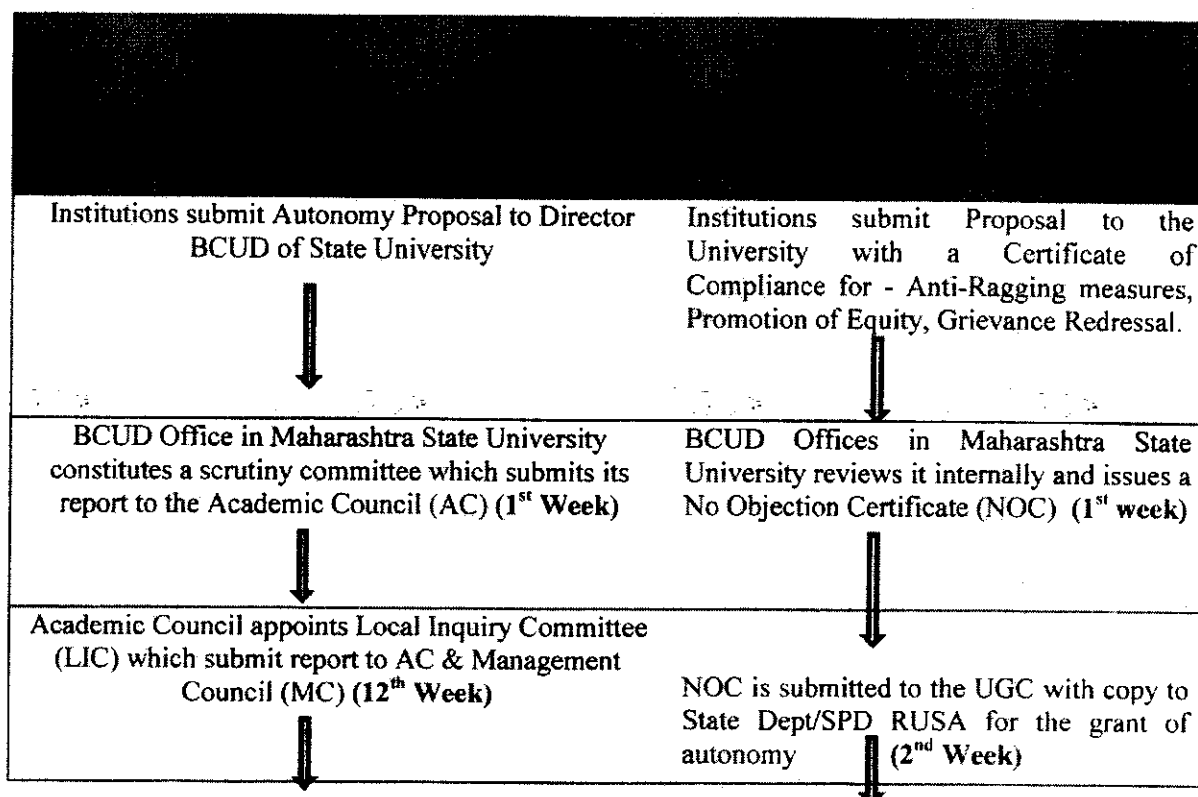 Institutions submit Autonomy Proposal to Director
BCUD of State University
Institutions submit Proposal to the
University with a Certificate of
Compliance for - Anti-Ragging measures,
Promotion of Equity, Grievance Redressal.
BCUD Office in Maharashtra State University
constitutes a scrutiny committee which submits its
report to the Academic Council (AC) (1st Week)
BCUD Offices in Maharashtra State
University reviews it internally and issues a
No Objection Certificate (NOC) (1st week)
Academic Council appoints Local Inquiry Committee
(LIC) which submit report to AC & Management
Council (MC) (12th Week)
NOC is submitted to the UGC with copy to
State Dept/SPD RUSA for the grant of
autonomy (2nd Week)